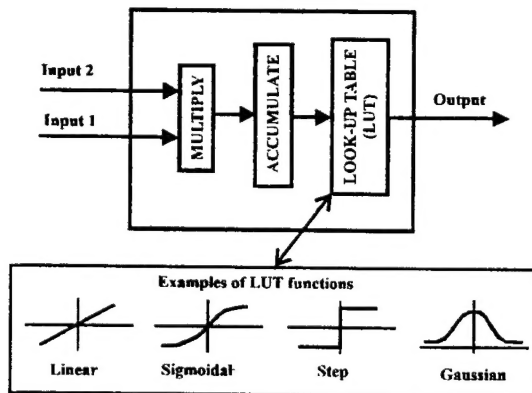 Input 2
Input 1
MULTIPLY
ACCUMULATE
LOOK-UP TABLE
(LUT)
Output
Examples of LUT functions
Linear
Sigmoidal
Step
Gaussian